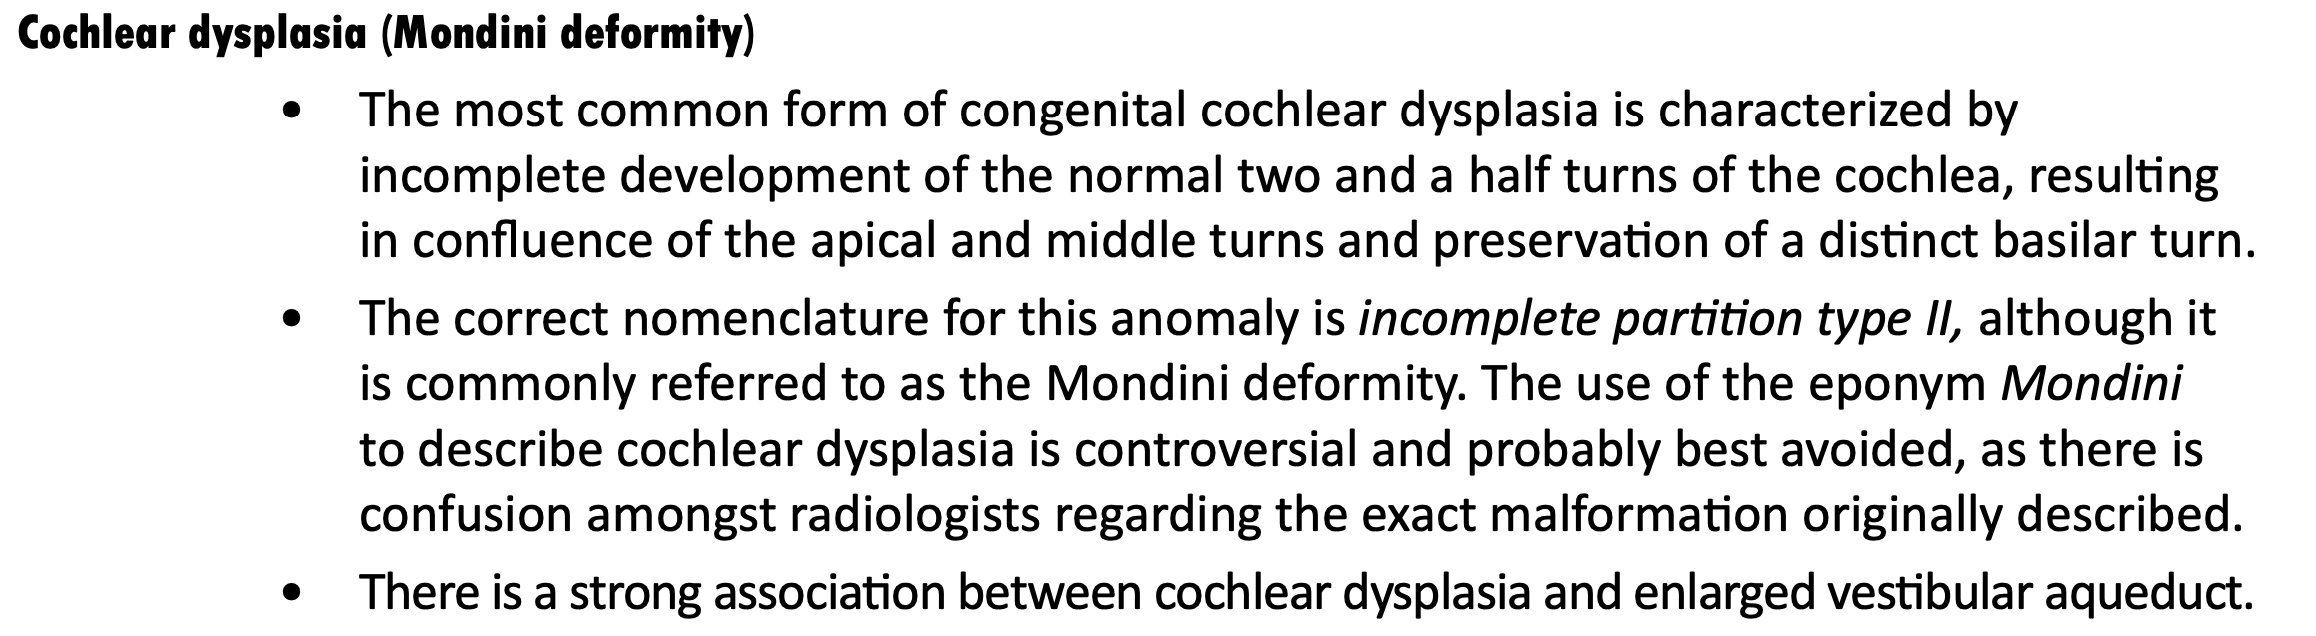 Cochlear dysplasia (Mondini deformity)
• The most common form of congenital cochlear dysplasia is characterized by
incomplete development of the normal two and a half turns of the cochlea, resulting
in confluence of the apical and middle turns and preservation of a distinct basilar turn.
• The correct nomenclature for this anomaly is incomplete partition type II, although it
is commonly referred to as the Mondini deformity. The use of the eponym Mondini
to describe cochlear dysplasia is controversial and probably best avoided, as there is
confusion amongst radiologists regarding the exact malformation originally described.
• There is a strong association between cochlear dysplasia and enlarged vestibular aqueduct.